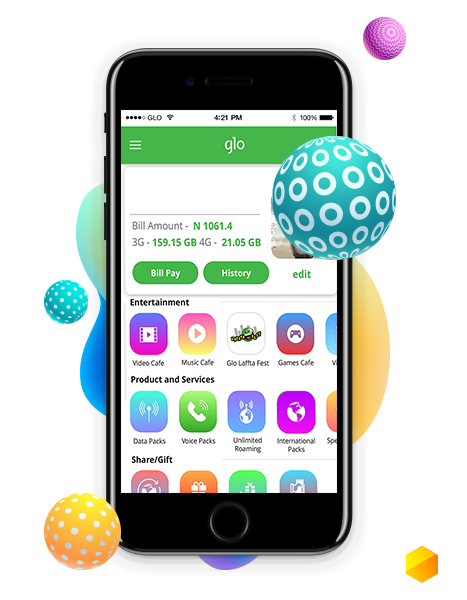 GLO 4:21 PM 100%
glo
Bill Amount - N 1061.4
3G - 159.15 GB 4G - 21.05 GB
Bill Pay History edit
Entertainment
Video Cafe Music Cafe Glo Laffta Fest Games Cafe
Product and Services
Data Packs Voice Packs Unlimited Roaming International Packs
Share/Gift